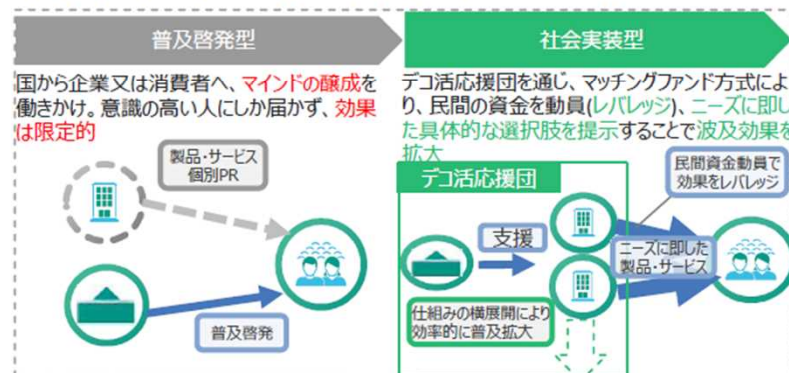 普及啓発型
社会実装型
国から企業又は消費者へ、マインドの醸成を
働きかけ。意識の高い人にしか届かず、効果
は限定的
デコ活応援団を通じ、マッチングファンド方式によ
り、民間の資金を動員(レバレッジ)、ニーズに即し
た具体的な選択肢を提示することで波及効果を
拡大
製品・サービス
個別PR
普及啓発
デコ活応援団
支援
仕組みの横展開により
効率的に普及拡大
民間資金動員で
効果をレバレッジ
ニーズに即した
製品・サービス